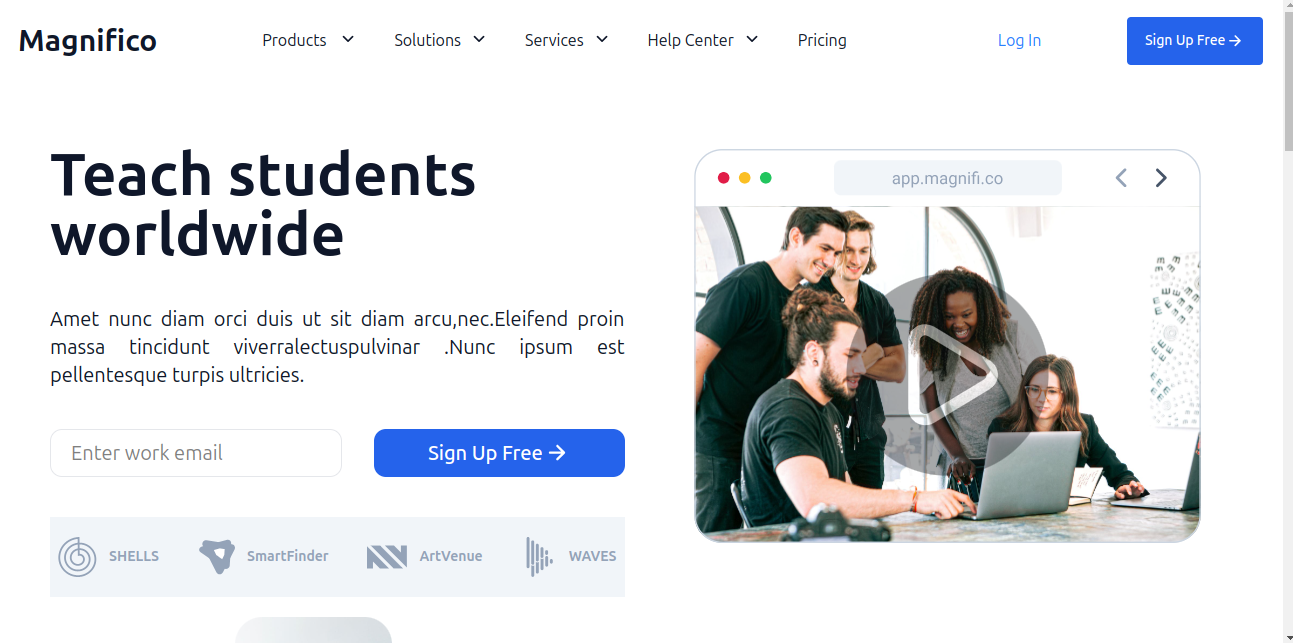 Magnifico
Products
Solutions
Services
Help Center
Pricing
Log In
Sign Up Free →
Teach students
worldwide
app.magnifi.co
Amet nunc diam orci duis ut sit diam arcu,nec.Eleifend proin
massa tincidunt viverralectuspulvinar .Nunc ipsum est
pellentesque turpis ultricies.
Enter work email
Sign Up Free →
SHELLS
SmartFinder
ArtVenue
WAVES